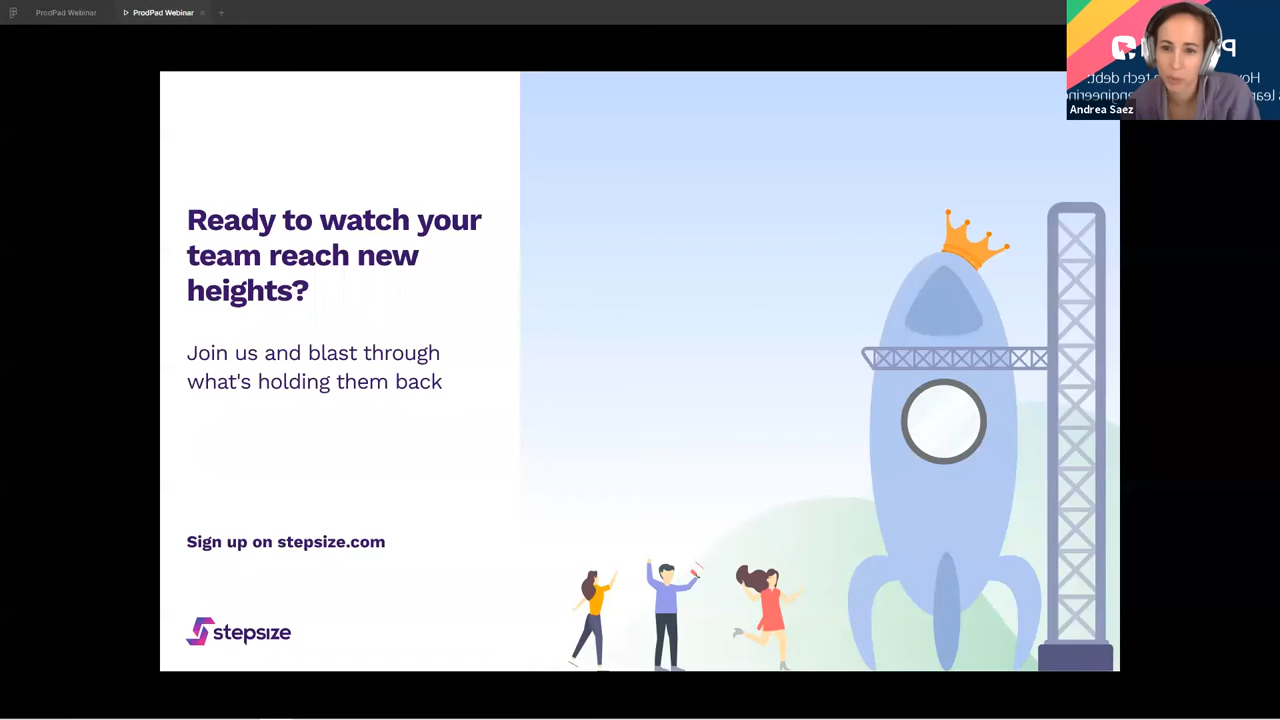 ProdPad Webinar
ProdPad Webinar
Andrea Saez
Ready to watch your
team reach new
heights?
Join us and blast through
what's holding them back
Sign up on stepsize.com
stepsize